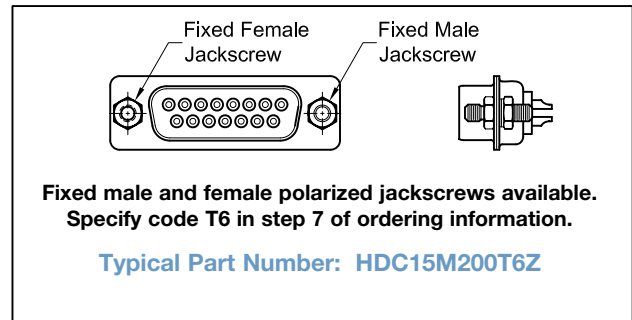 Fixed Female
Jackscrew
Fixed Male
Jackscrew
Fixed male and female polarized jackscrews available.
Specify code T6 in step 7 of ordering information.
Typical Part Number: HDC15M200T6Z